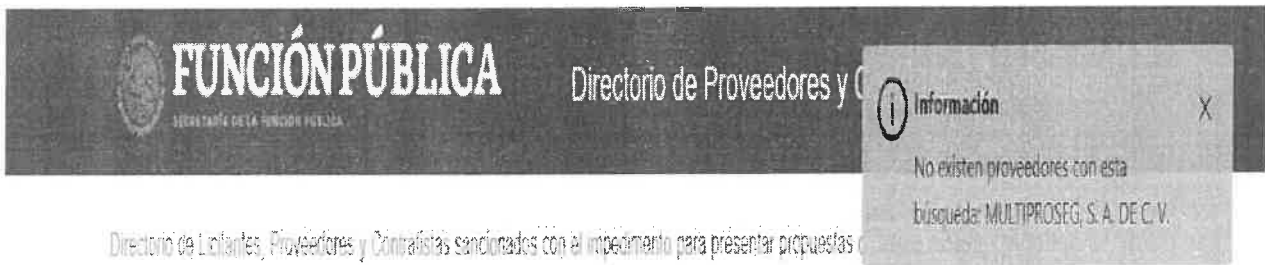 FUNCIÓN PÚBLICA
SECRETARÍA DE LA FUNCIÓN PÚBLICA
Directorio de Proveedores y C
Información
X
No existen proveedores con esta
búsqueda: MULTIPROSEG, S. A. DE C. V.
Directorio de Licitantes, Proveedores y Contratistas sancionados con el impedimento para presentar propuestas